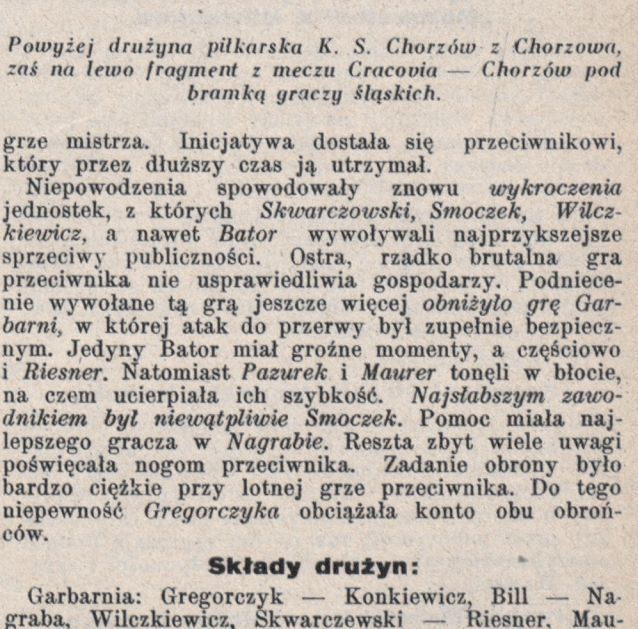 Powyżej drużyna piłkarska K. S. Chorzów z Chorzowa,
zaś na lewo fragment z meczu Cracovia — Chorzów pod
bramką graczy śląskich.
grze mistrza. Inicjatywa dostała się przeciwnikowi,
który przez dłuższy czas ją utrzymał.
Niepowodzenia spowodowały znowu wykroczenia
jednostek, z których Skwarczowski, Smoczek, Wilcz-
kiewicz, a nawet Bator wywoływali najprzykszejsze
sprzeciwy publiczności. Ostra, rzadko brutalna gra
przeciwnika nie usprawiedliwia gospodarzy. Podniece-
nie wywołane tą grą jeszcze więcej obniżyło grę Gar-
barni, w której atak do przerwy był zupełnie bezpiecz-
nym. Jedyny Bator miał groźne momenty, a częściowo
i Riesner. Natomiast Pazurek i Maurer tonęli w błocie,
na czem ucierpiała ich szybkość. Najsłabszym zawo-
dnikiem był niewątpliwie Smoczek. Pomoc miała naj-
lepszego gracza w Nagrabie. Reszta zbyt wiele uwagi
poświęcała nogom przeciwnika. Zadanie obrony było
bardzo ciężkie przy lotnej grze przeciwnika. Do tego
niepewność Gregorczyka obciążała konto obu obroń-
ców.
Składy drużyn:
Garbarnia: Gregorczyk — Konkiewicz, Bill — Na-
graba, Wilczkiewicz, Skwarczewski — Riesner, Mau-